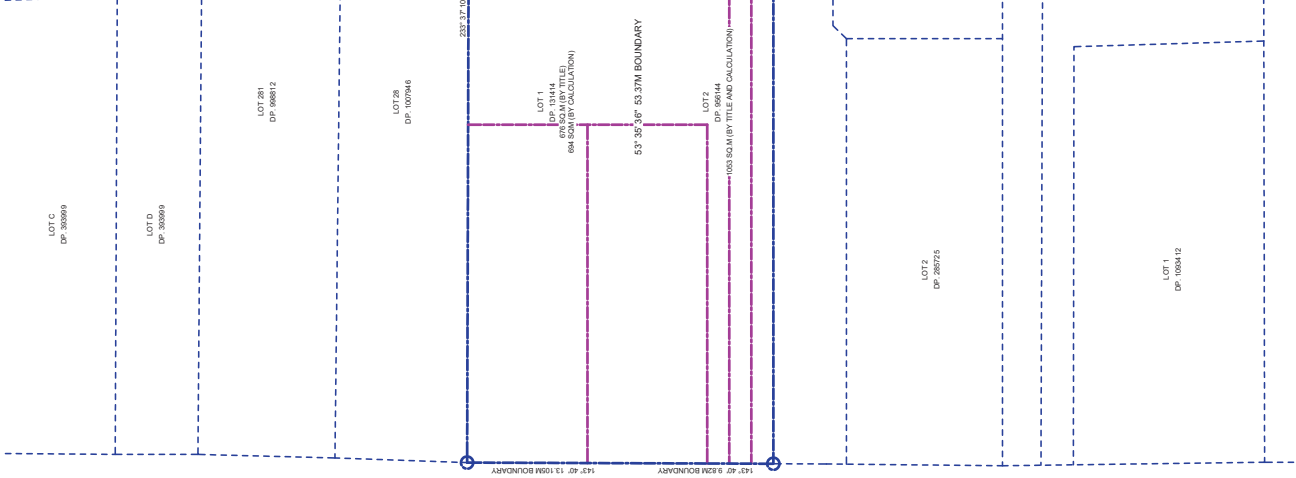 LOT C
DP. 393999
LOT D
DP. 393999
LOT 281
DP. 998812
LOT 28
DP. 1007946
233° 37' 10
LOT 1
DP. 131414
676 SQ.M (BY TITLE)
694 SQM (BY CALCULATION)
53° 35' 36" 53.37M BOUNDARY
LOT 2
DP. 956144
1053 SQ.M (BY TITLE AND CALCULATION)
LOT 2
DP. 285725
LOT 1
DP. 1093412
143° 40' 13.105M BOUNDARY
143° 40' 9.82M BOUNDARY